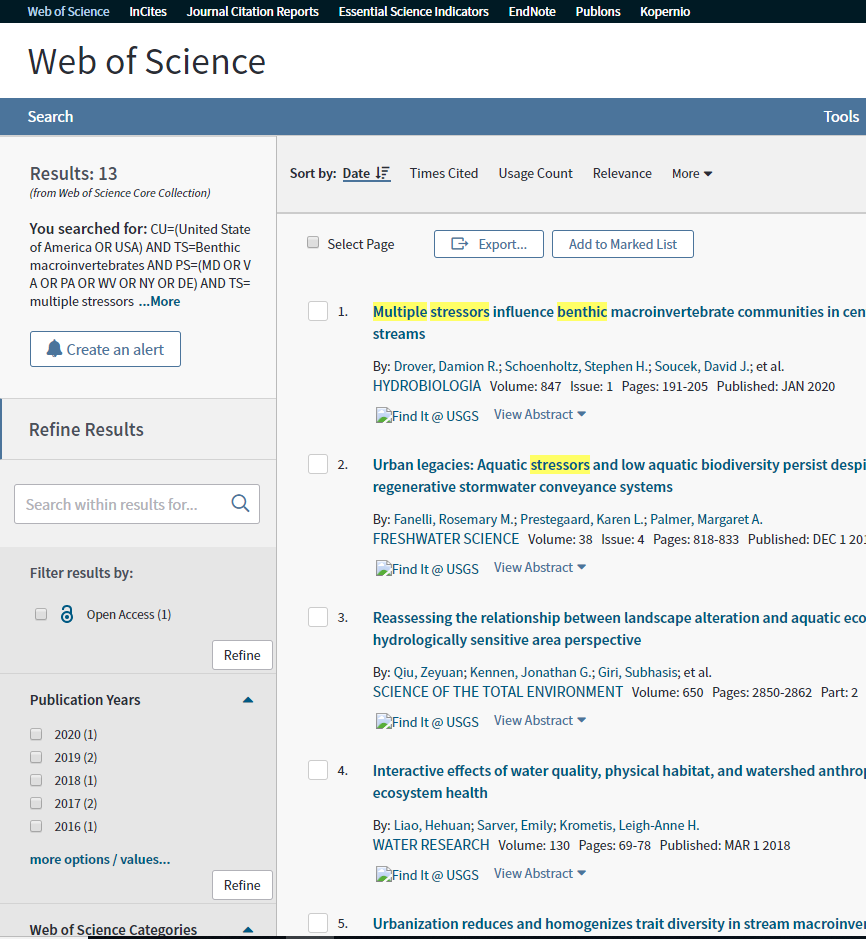 Web of Science InCites Journal Citation Reports Essential Science Indicators EndNote Publons Kopernio
Web of Science
Search Tools
Results: 13
(from Web of Science Core Collection)
You searched for: CU=(United State
of America OR USA) AND TS=Benthic
macroinvertebrates AND PS=(MD OR V
A OR PA OR WV OR NY OR DE) AND TS=
multiple stressors ...More
Create an alert
Refine Results
Search within results for...
Filter results by:
Open Access (1)
Refine
Publication Years
2020 (1)
2019 (2)
2018 (1)
2017 (2)
2016 (1)
more options / values...
Refine
Web of Science Categories
Sort by: Date Times Cited Usage Count Relevance More
Select Page Export... Add to Marked List
1. Multiple stressors influence benthic macroinvertebrate communities in cen
streams
By: Drover, Damion R.; Schoenholtz, Stephen H.; Soucek, David J.; et al.
HYDROBIOLOGIA Volume: 847 Issue: 1 Pages: 191-205 Published: JAN 2020
Find It @ USGS View Abstract
2. Urban legacies: Aquatic stressors and low aquatic biodiversity persist despi
regenerative stormwater conveyance systems
By: Fanelli, Rosemary M.; Prestegaard, Karen L.; Palmer, Margaret A.
FRESHWATER SCIENCE Volume: 38 Issue: 4 Pages: 818-833 Published: DEC 1 201
Find It @ USGS View Abstract
3. Reassessing the relationship between landscape alteration and aquatic eco
hydrologically sensitive area perspective
By: Qiu, Zeyuan; Kennen, Jonathan G.; Giri, Subhasis; et al.
SCIENCE OF THE TOTAL ENVIRONMENT Volume: 650 Pages: 2850-2862 Part: 2
Find It @ USGS View Abstract
4. Interactive effects of water quality, physical habitat, and watershed anthrop
ecosystem health
By: Liao, Hehuan; Sarver, Emily; Krometis, Leigh-Anne H.
WATER RESEARCH Volume: 130 Pages: 69-78 Published: MAR 1 2018
Find It @ USGS View Abstract
5. Urbanization reduces and homogenizes trait diversity in stream macroinver